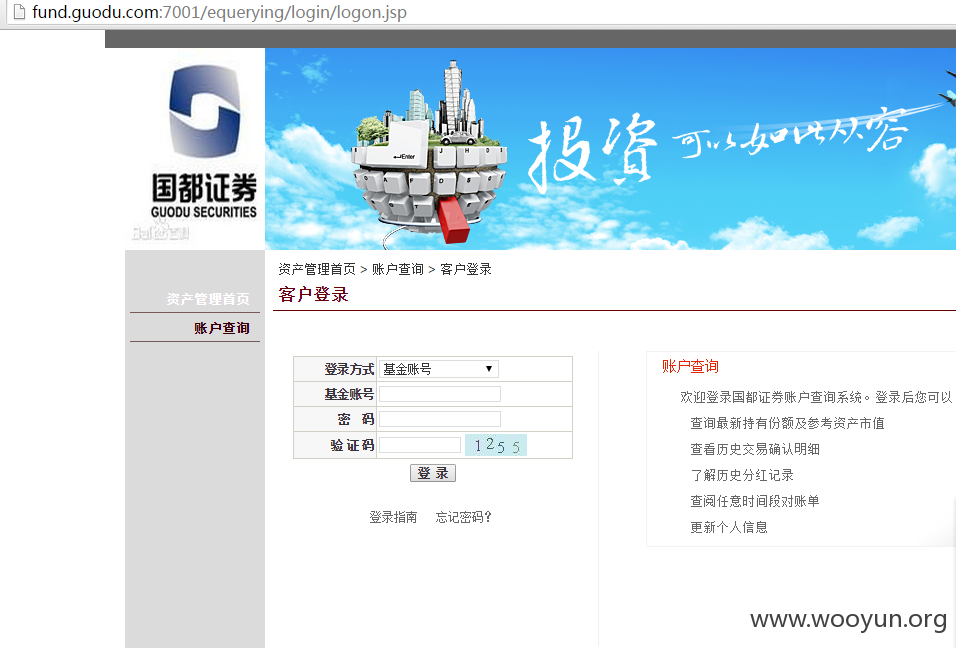 fund.guodu.com:7001/equerying/login/logon.jsp
国都证券
GUODU SECURITIES
Enter
投资 可以如此从容
资产管理首页 > 账户查询 > 客户登录
客户登录
资产管理首页
账户查询
登录方式 基金账号
基金账号
密 码
验 证 码 1255
登 录
登录指南 忘记密码?
账户查询
欢迎登录国都证券账户查询系统。登录后您可以
查询最新持有份额及参考资产市值
查看历史交易确认明细
了解历史分红记录
查阅任意时间段对账单
更新个人信息
www.wooyun.org